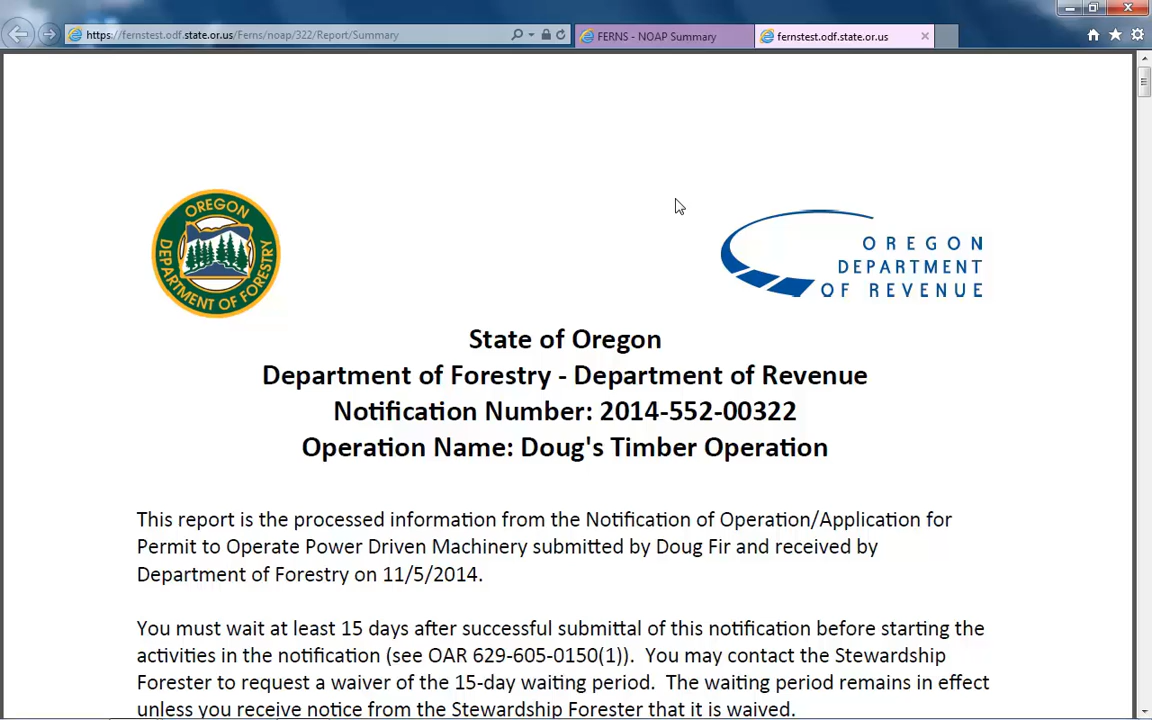 https://fernstest.odf.state.or.us/Ferns/noap/322/Report/Summary
FERNS - NOAP Summary
fernstest.odf.state.or.us
OREGON
DEPARTMENT OF FORESTRY
OREGON
DEPARTMENT
OF REVENUE
State of Oregon
Department of Forestry - Department of Revenue
Notification Number: 2014-552-00322
Operation Name: Doug's Timber Operation
This report is the processed information from the Notification of Operation/Application for
Permit to Operate Power Driven Machinery submitted by Doug Fir and received by
Department of Forestry on 11/5/2014.
You must wait at least 15 days after successful submittal of this notification before starting the
activities in the notification (see OAR 629-605-0150(1)).  You may contact the Stewardship
Forester to request a waiver of the 15-day waiting period.  The waiting period remains in effect
unless you receive notice from the Stewardship Forester that it is waived.